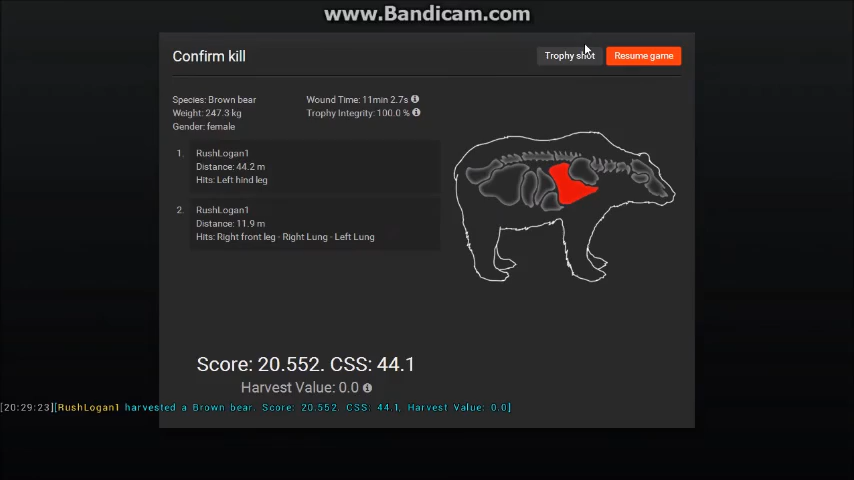 www.Bandicam.com
Confirm kill
Trophy shot
Resume game
Species: Brown bear
Weight: 247.3 kg
Gender: female
Wound Time: 11min 2.7s
Trophy Integrity: 100.0 %
1. RushLogan1
Distance: 44.2 m
Hits: Left hind leg
2. RushLogan1
Distance: 11.9 m
Hits: Right front leg - Right Lung - Left Lung
Score: 20.552. CSS: 44.1
Harvest Value: 0.0
[20:29:23][RushLogan1 harvested a Brown bear. Score: 20.552, CSS: 44.1, Harvest Value: 0.0]